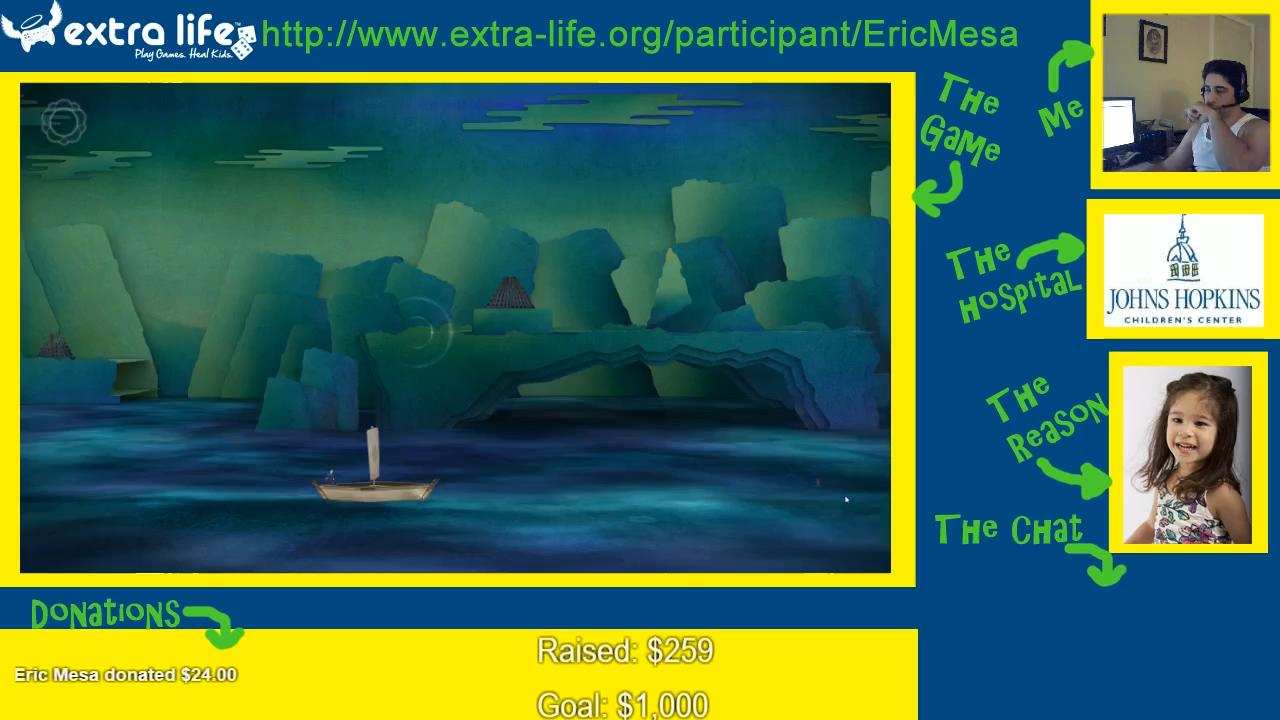 extra life
Play Games. Heal Kids.
http://www.extra-life.org/participant/EricMesa
The
Game
Me
The
Hospital
JOHNS HOPKINS
CHILDREN'S CENTER
The
Reason
The Chat
Donations
Eric Mesa donated $24.00
Raised: $259
Goal: $1,000